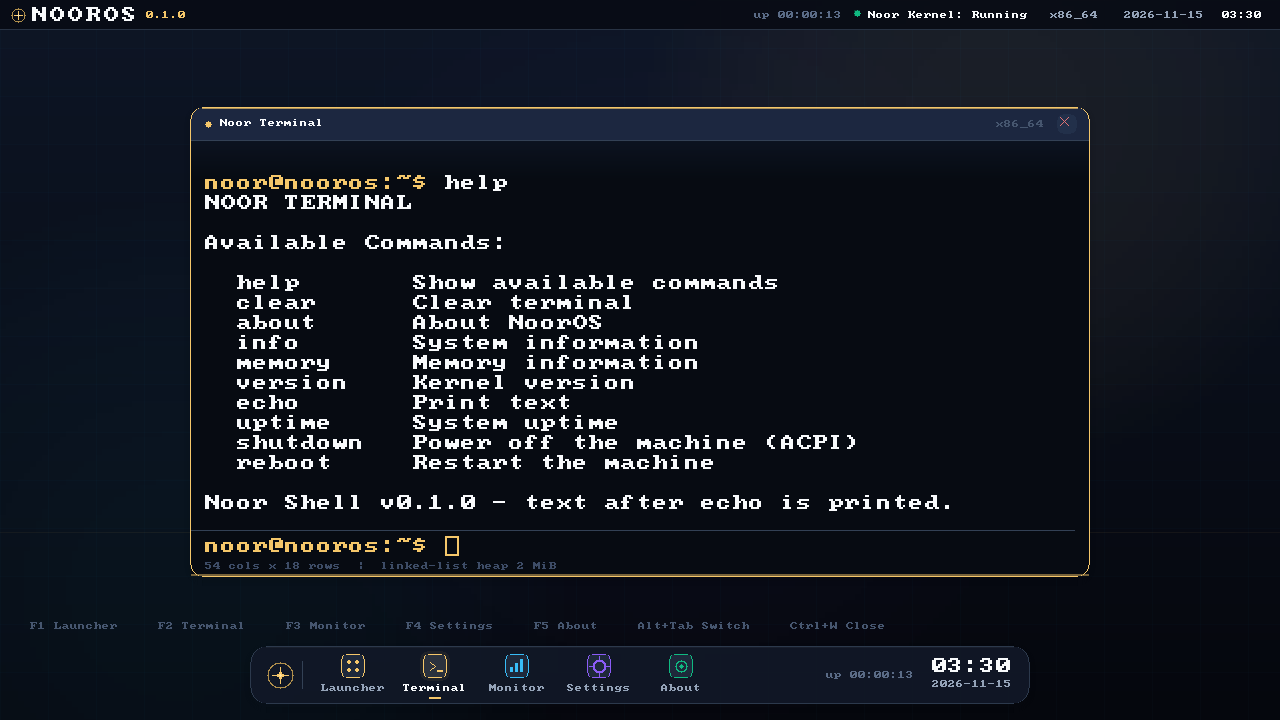 NOOROS 0.1.0 up 00:00:13 Noor Kernel: Running x86_64 2026-11-15 03:30
Noor Terminal x86_64
noor@nooros:~$ help
NOOR TERMINAL
Available Commands:
help Show available commands
clear Clear terminal
about About NoorOS
info System information
memory Memory information
version Kernel version
echo Print text
uptime System uptime
shutdown Power off the machine (ACPI)
reboot Restart the machine
Noor Shell v0.1.0 - text after echo is printed.
noor@nooros:~$
54 cols x 18 rows ¦ linked-list heap 2 MiB
F1 Launcher F2 Terminal F3 Monitor F4 Settings F5 About Alt+Tab Switch Ctrl+W Close
Launcher Terminal Monitor Settings About up 00:00:13 03:30
2026-11-15